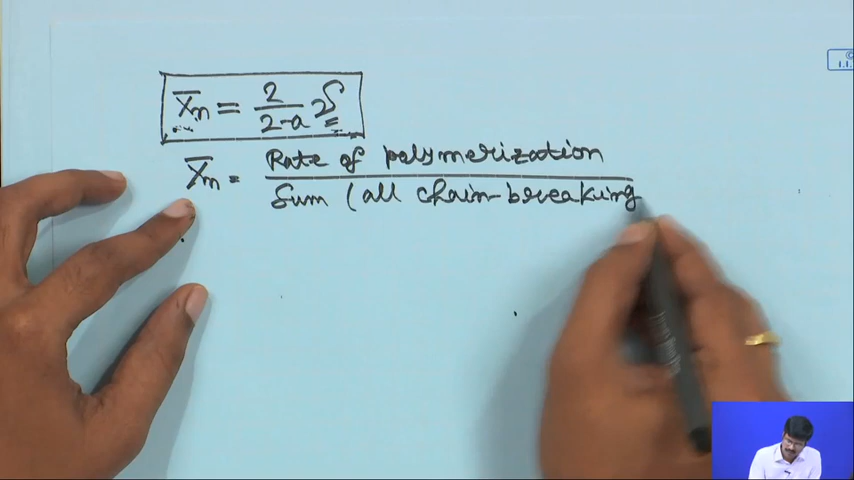 X̄n = 2/(2-a) ν
X̄n = Rate of polymerization
Sum (all chain-breaking
©
I.I.